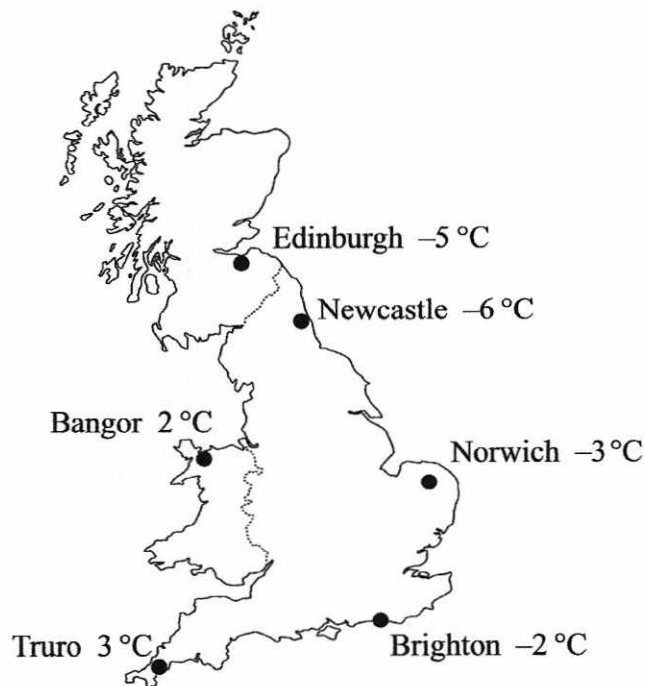 Edinburgh –5 °C
Newcastle –6 °C
Bangor 2 °C
Norwich –3 °C
Truro 3 °C
Brighton –2 °C